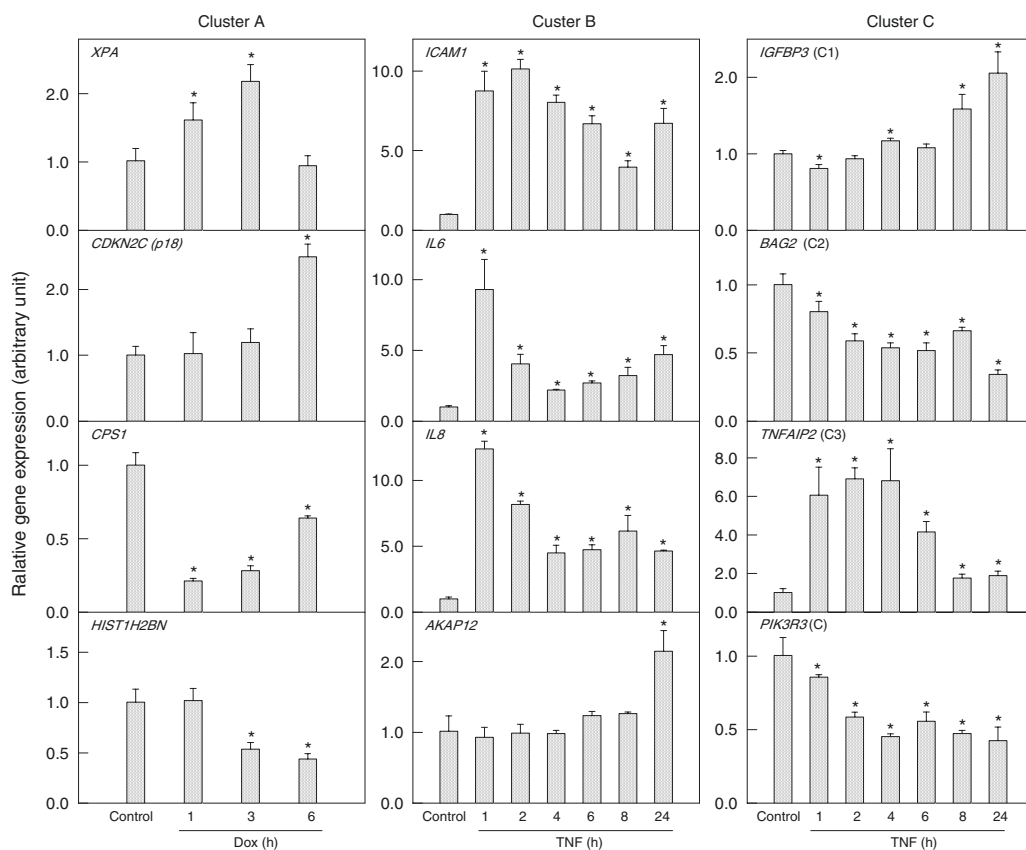 Cluster A
Custer B
Cluster C
Ralative gene expression (arbitrary unit)
XPA
2.0
1.0
0.0
CDKN2C (p18)
2.0
1.0
0.0
CPS1
1.0
0.5
0.0
HIST1H2BN
1.5
1.0
0.5
0.0
Control 1 3 6
Dox (h)
ICAM1
10.0
5.0
0.0
IL6
10.0
5.0
0.0
IL8
10.0
5.0
0.0
AKAP12
2.0
1.0
0.0
Control 1 2 4 6 8 24
TNF (h)
IGFBP3 (C1)
2.0
1.0
0.0
BAG2 (C2)
1.0
0.5
0.0
TNFAIP2 (C3)
8.0
6.0
4.0
2.0
0.0
PIK3R3 (C)
1.0
0.5
0.0
Control 1 2 4 6 8 24
TNF (h)